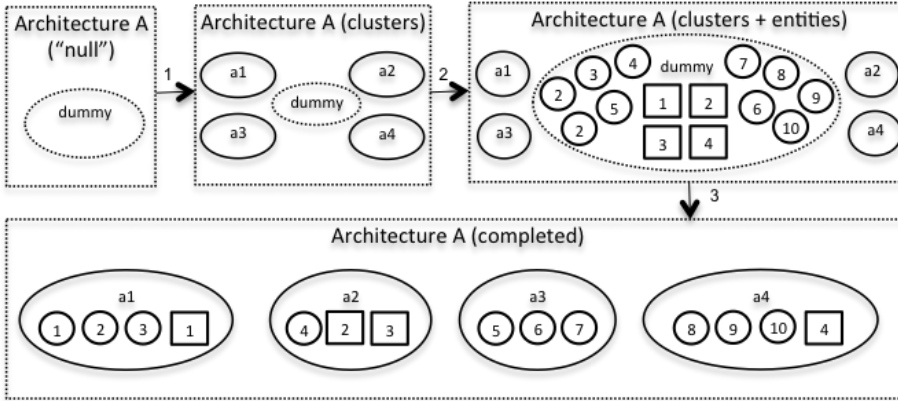 Architecture A
("null")
dummy
1
Architecture A (clusters)
a1
a2
dummy
a3
a4
2
Architecture A (clusters + entities)
a1
a3
2
3
4
5
2
dummy
1
2
3
4
7
8
9
6
10
a2
a4
3
Architecture A (completed)
a1
1 2 3 1
a2
4 2 3
a3
5 6 7
a4
8 9 10 4